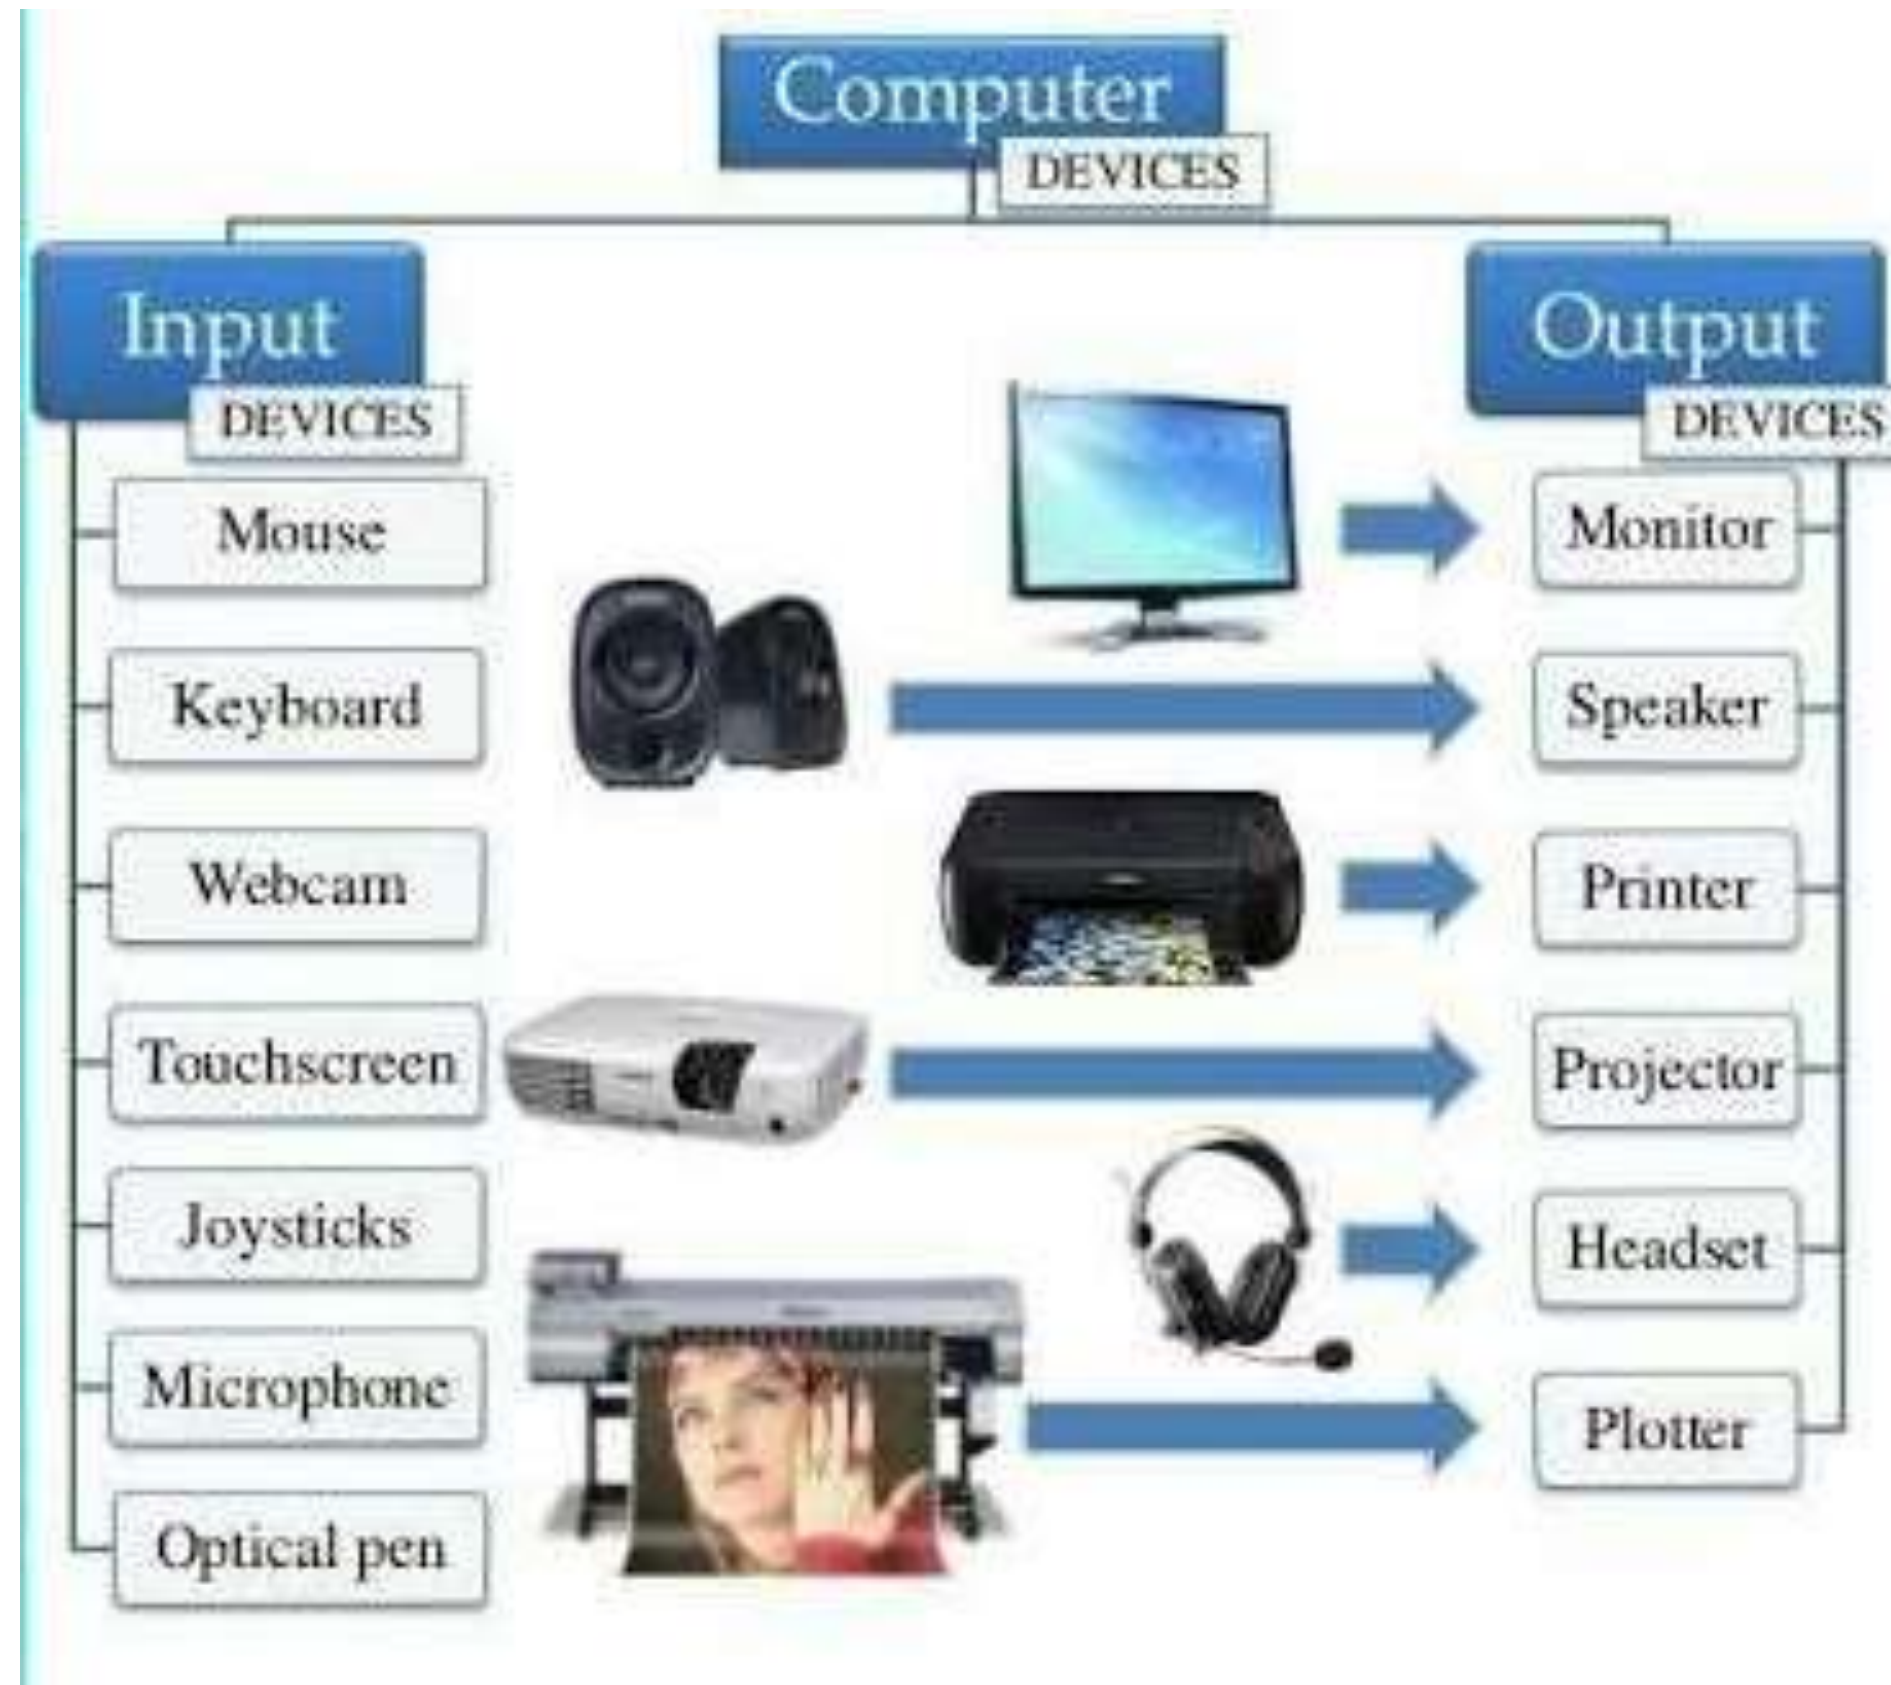 Computer
DEVICES
Input
DEVICES
Mouse
Keyboard
Webcam
Touchscreen
Joysticks
Microphone
Optical pen
Output
DEVICES
Monitor
Speaker
Printer
Projector
Headset
Plotter